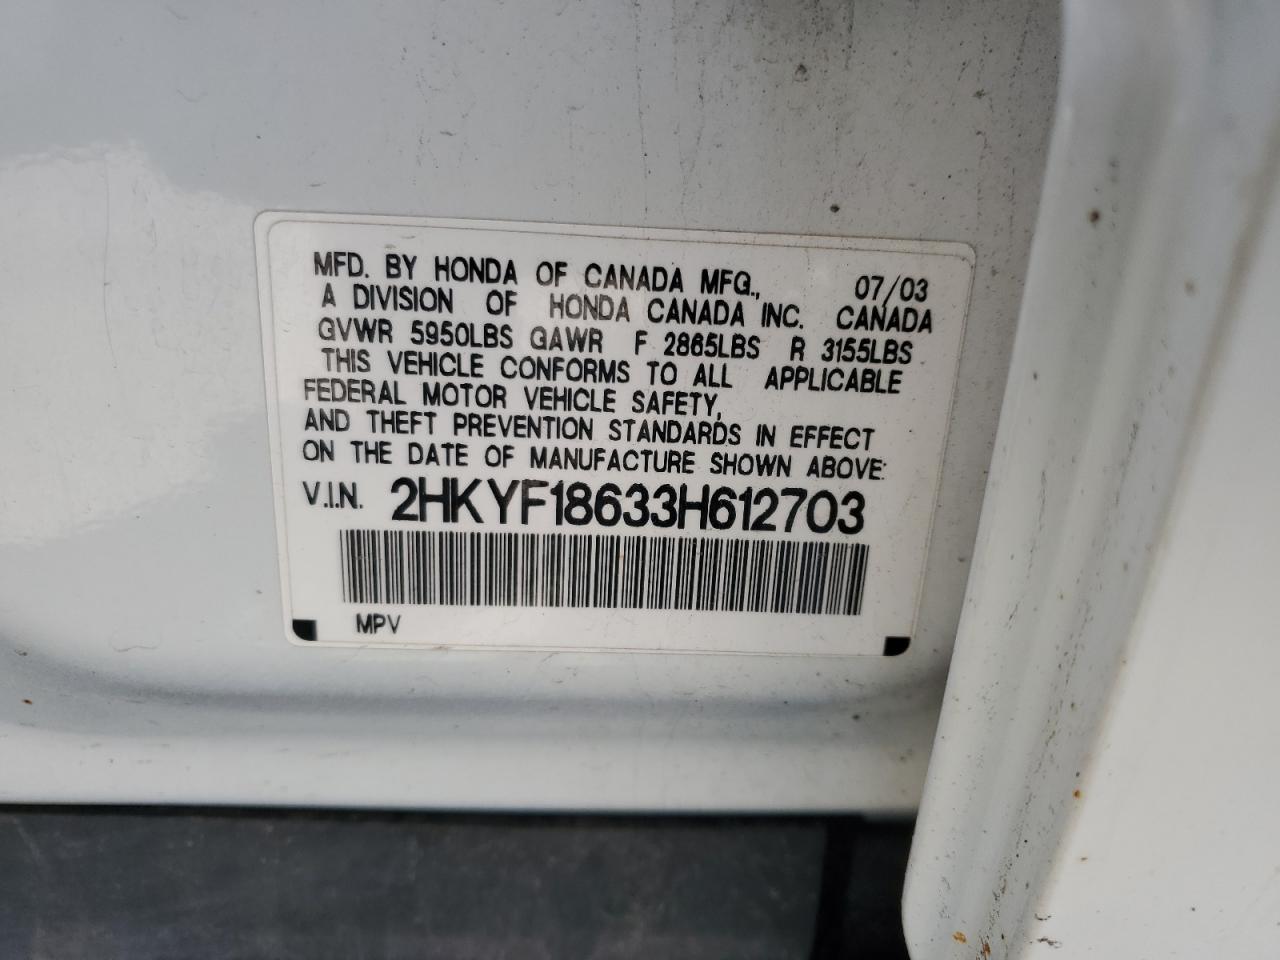 MFD. BY HONDA OF CANADA MFG., 07/03
A DIVISION OF HONDA CANADA INC. CANADA
GVWR 5950LBS GAWR F 2865LBS R 3155LBS
THIS VEHICLE CONFORMS TO ALL APPLICABLE
FEDERAL MOTOR VEHICLE SAFETY,
AND THEFT PREVENTION STANDARDS IN EFFECT
ON THE DATE OF MANUFACTURE SHOWN ABOVE:
V.I.N. 2HKYF18633H612703
MPV